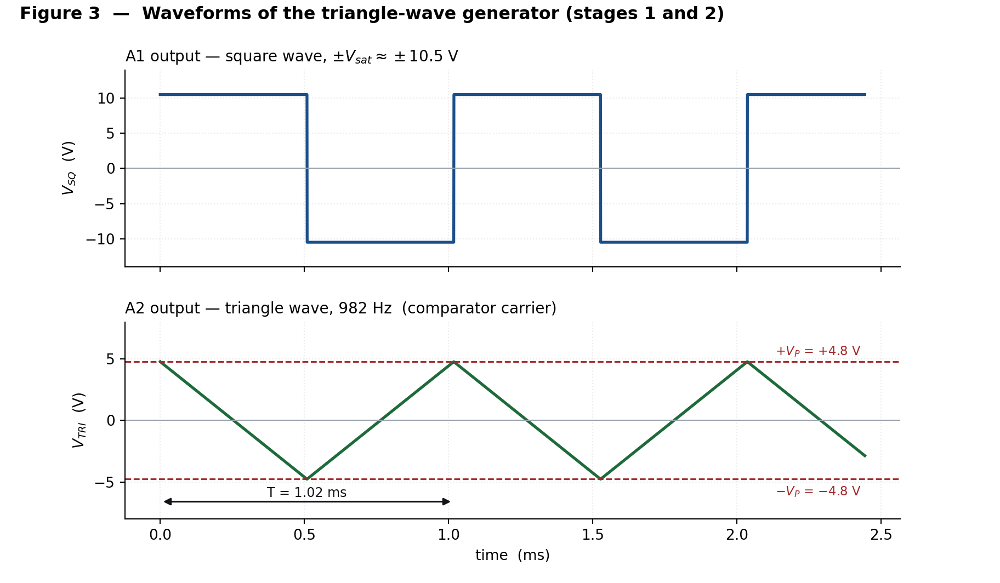 Figure 3 — Waveforms of the triangle-wave generator (stages 1 and 2)
A1 output — square wave, ±Vsat ≈ ±10.5 V
10
5
0
−5
−10
VSQ (V)
A2 output — triangle wave, 982 Hz (comparator carrier)
+VP = +4.8 V
5
0
−5
VTRI (V)
T = 1.02 ms
−VP = −4.8 V
0.0 0.5 1.0 1.5 2.0 2.5
time (ms)